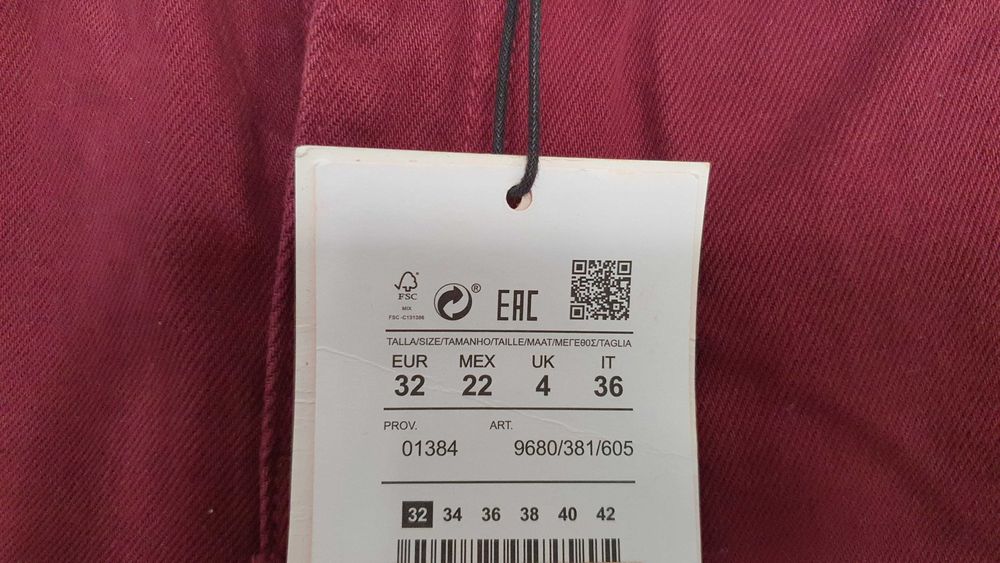 FSC
MIX
FSC -C131386
®
EAC
TALLA/SIZE/TAMANHO/TAILLE/MAAT/ΜΕΓΕΘΟΣ/TAGLIA
EUR MEX UK IT
32 22 4 36
PROV. ART.
01384 9680/381/605
32 34 36 38 40 42